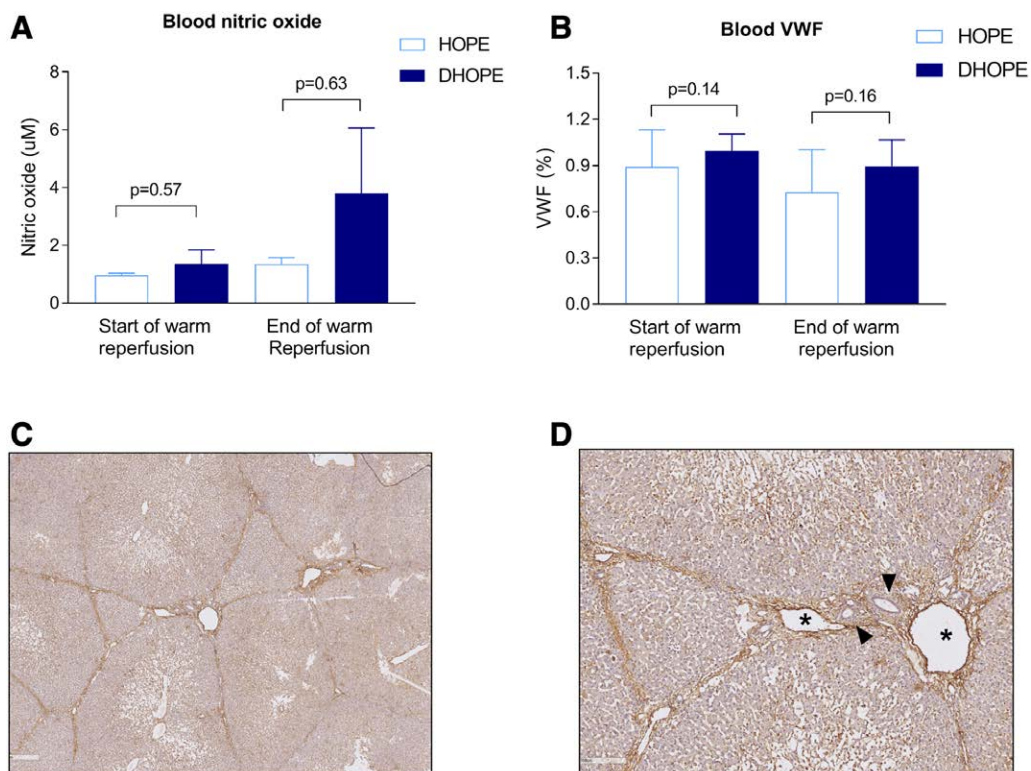 A
Blood nitric oxide
HOPE
DHOPE
Nitric oxide (uM)
8
6
4
2
0
p=0.57
p=0.63
Start of warm
reperfusion
End of warm
Reperfusion
B
Blood VWF
HOPE
DHOPE
VWF (%)
1.5
1.2
0.9
0.6
0.3
0.0
p=0.14
p=0.16
Start of warm
reperfusion
End of warm
reperfusion
C
D
*
*